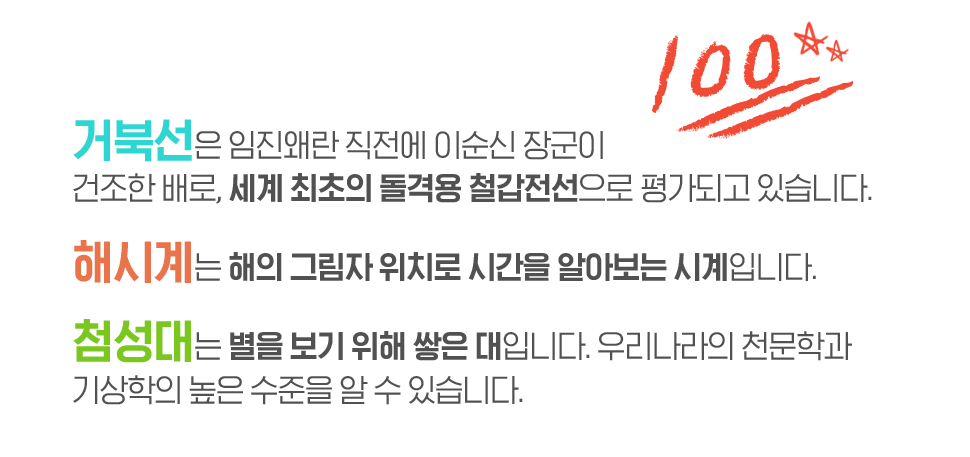 100
거북선은 임진왜란 직전에 이순신 장군이
건조한 배로, 세계 최초의 돌격용 철갑전선으로 평가되고 있습니다.
해시계는 해의 그림자 위치로 시간을 알아보는 시계입니다.
첨성대는 별을 보기 위해 쌓은 대입니다. 우리나라의 천문학과
기상학의 높은 수준을 알 수 있습니다.